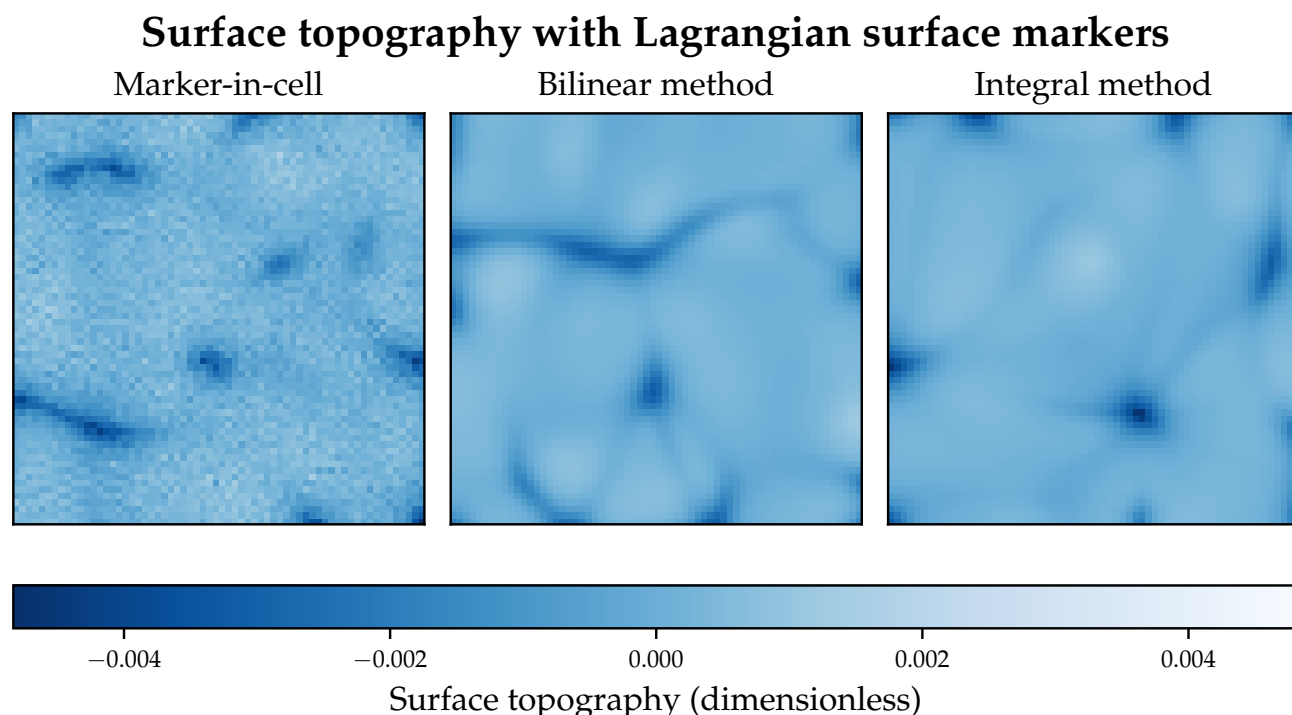 Surface topography with Lagrangian surface markers
Marker-in-cell Bilinear method Integral method
−0.004 −0.002 0.000 0.002 0.004
Surface topography (dimensionless)